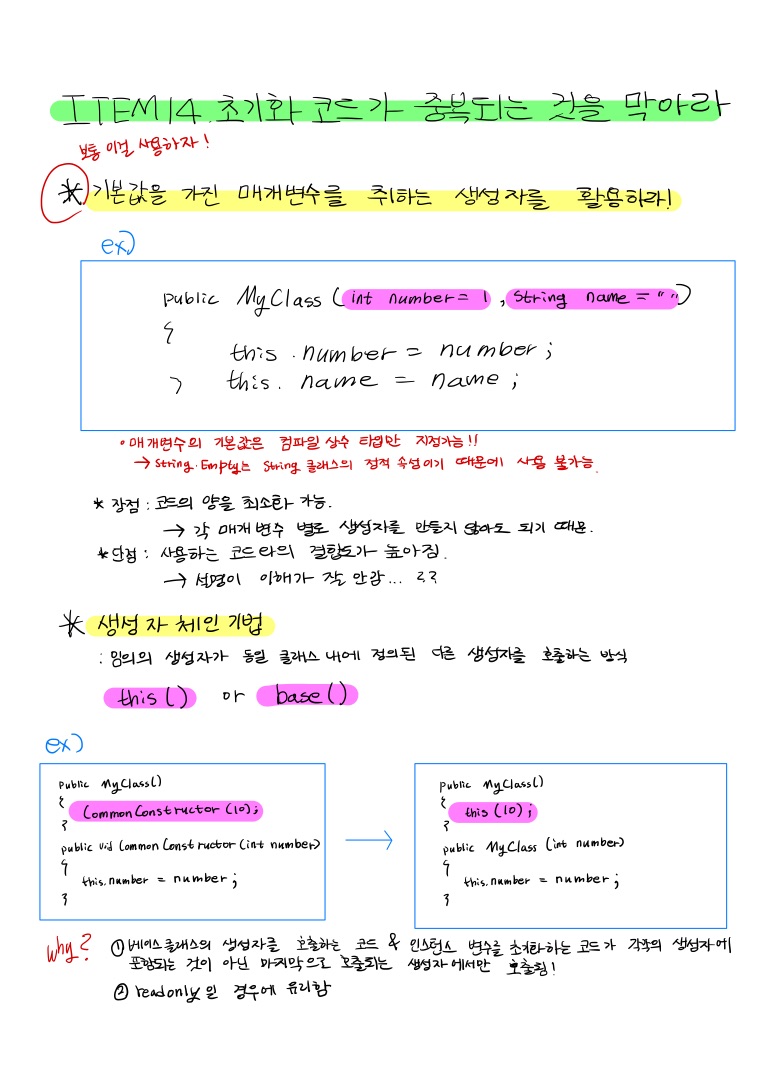 ITEM14. 초기화 코드가 중복되는 것을 막아라
보통 이걸 사용하자!
* 기본값을 가진 매개변수를 취하는 생성자를 활용하라!
ex)
public MyClass (int number = 1, string name = "")
{
this.number = number;
} this.name = name;
• 매개변수의 기본값은 컴파일 상수 타입만 지정가능!!
→ String.Empty는 String 클래스의 정적 속성이기 때문에 사용 불가능.
* 장점 : 코드의 양을 최소화 가능.
→ 각 매개변수 별로 생성자를 만들지 않아도 되기 때문.
* 단점 : 사용하는 코드와의 결합도가 높아짐.
→ 설명이 이해가 잘 안감... ??
* 생성자 체인 기법
: 임의의 생성자가 동일 클래스 내에 정의된 다른 생성자를 호출하는 방식
this() or base()
ex)
public MyClass()
{
CommonConstructor(10);
}
public void CommonConstructor(int number)
{
this.number = number;
}
→
public MyClass()
{
this(10);
}
public MyClass (int number)
{
this.number = number;
}
why? ① 베이스 클래스의 생성자를 호출하는 코드 & 인스턴스 변수를 초기화하는 코드가 각각의 생성자에
포함되는 것이 아닌 마지막으로 호출되는 생성자에서만 호출됨!
② readonly일 경우에 유리함